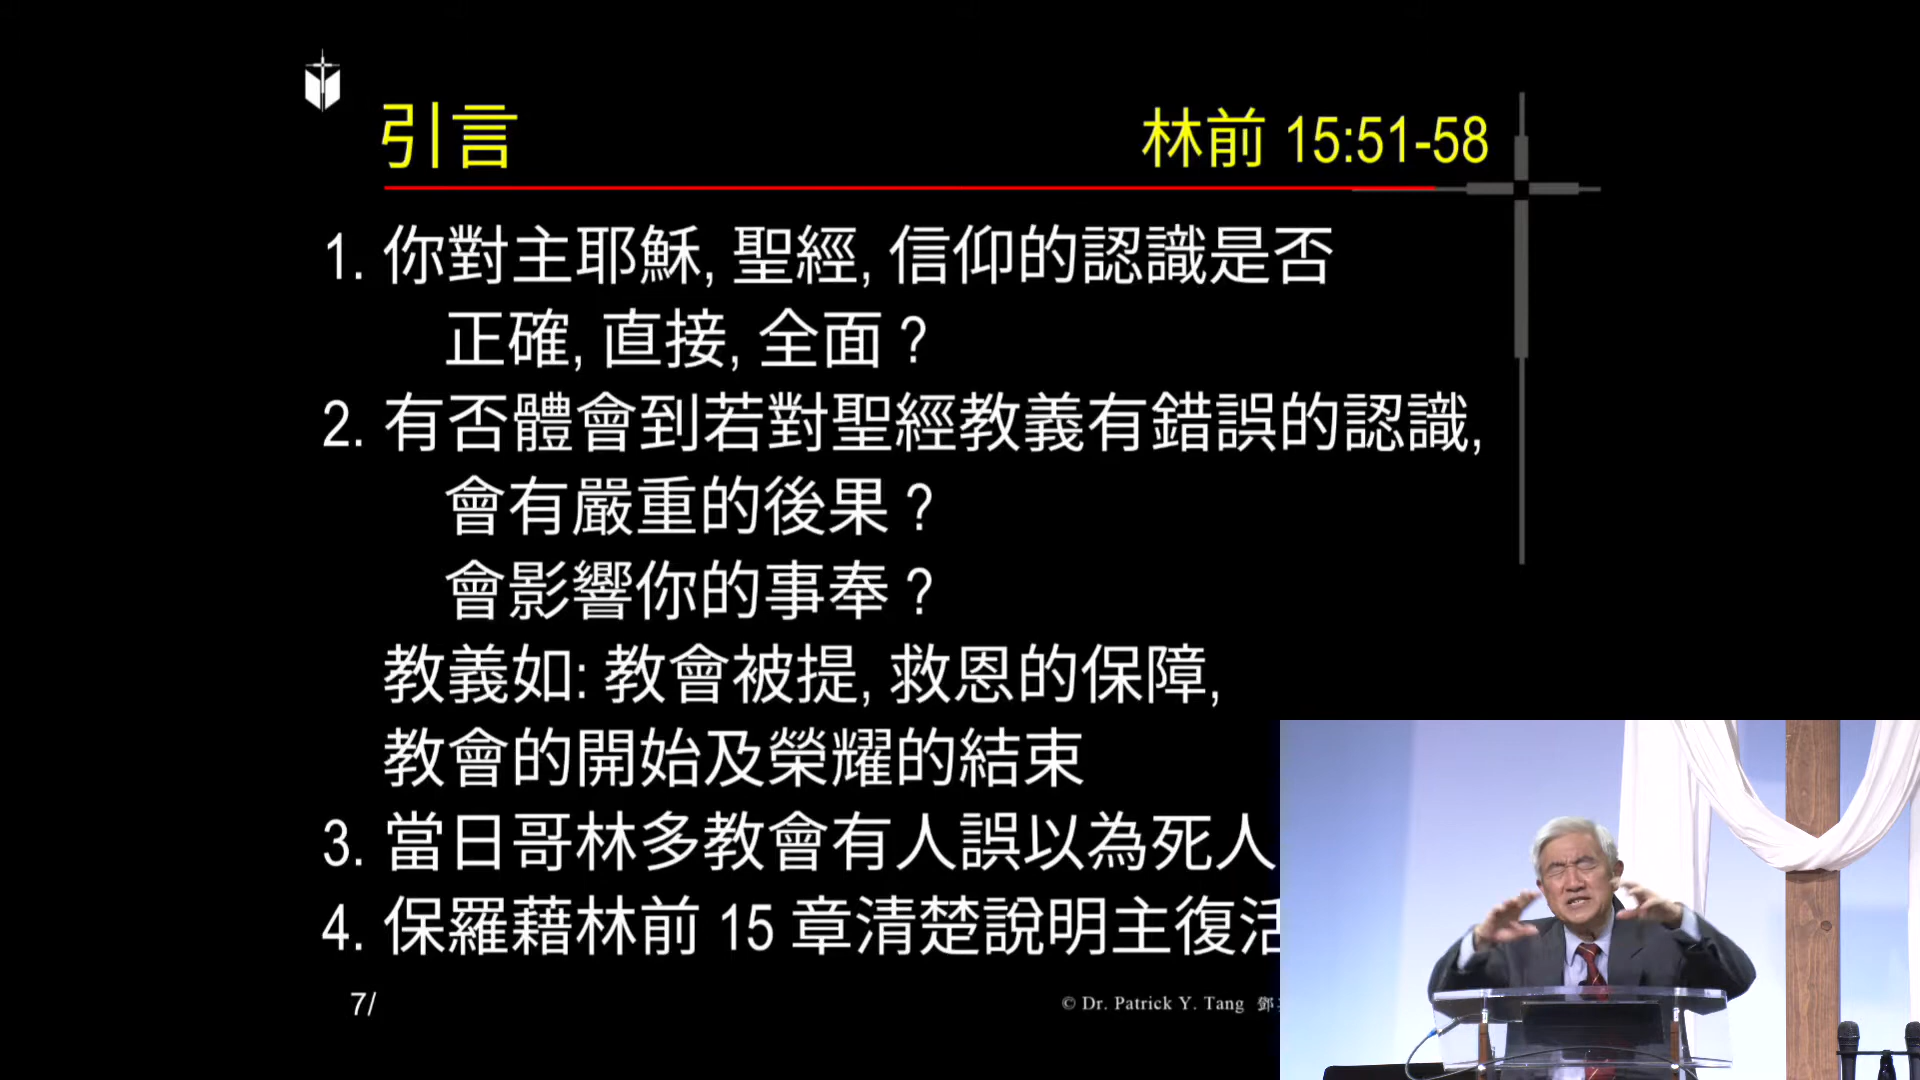 引言
林前 15:51-58
1. 你對主耶穌, 聖經, 信仰的認識是否
正確, 直接, 全面？
2. 有否體會到若對聖經教義有錯誤的認識,
會有嚴重的後果？
會影響你的事奉？
教義如: 教會被提, 救恩的保障,
教會的開始及榮耀的結束
3. 當日哥林多教會有人誤以為死人
4. 保羅藉林前 15 章清楚說明主復活
7/
© Dr. Patrick Y. Tang 鄧